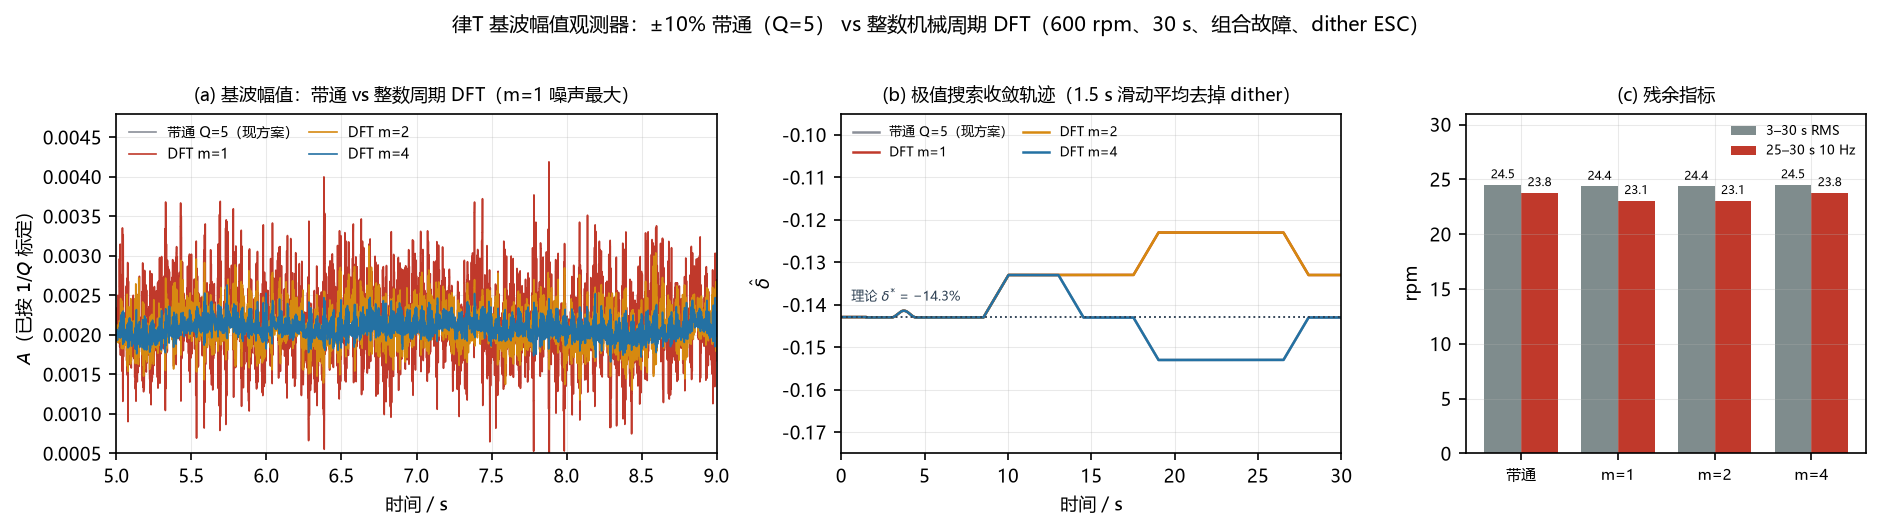 律T 基波幅值观测器：±10% 带通（Q=5） vs 整数机械周期 DFT（600 rpm、30 s、组合故障、dither ESC）
(a) 基波幅值：带通 vs 整数周期 DFT（m=1 噪声最大）
带通 Q=5（现方案）
DFT m=1
DFT m=2
DFT m=4
A（已按 1/Q 标定）
0.0045
0.0040
0.0035
0.0030
0.0025
0.0020
0.0015
0.0010
0.0005
5.0 5.5 6.0 6.5 7.0 7.5 8.0 8.5 9.0
时间 / s
(b) 极值搜索收敛轨迹（1.5 s 滑动平均去掉 dither）
带通 Q=5（现方案）
DFT m=1
DFT m=2
DFT m=4
理论 δ* = −14.3%
δ̂
-0.10
-0.11
-0.12
-0.13
-0.14
-0.15
-0.16
-0.17
0 5 10 15 20 25 30
时间 / s
(c) 残余指标
3–30 s RMS
25–30 s 10 Hz
rpm
30
25
20
15
10
5
0
24.5 23.8 24.4 23.1 24.4 23.1 24.5 23.8
带通 m=1 m=2 m=4